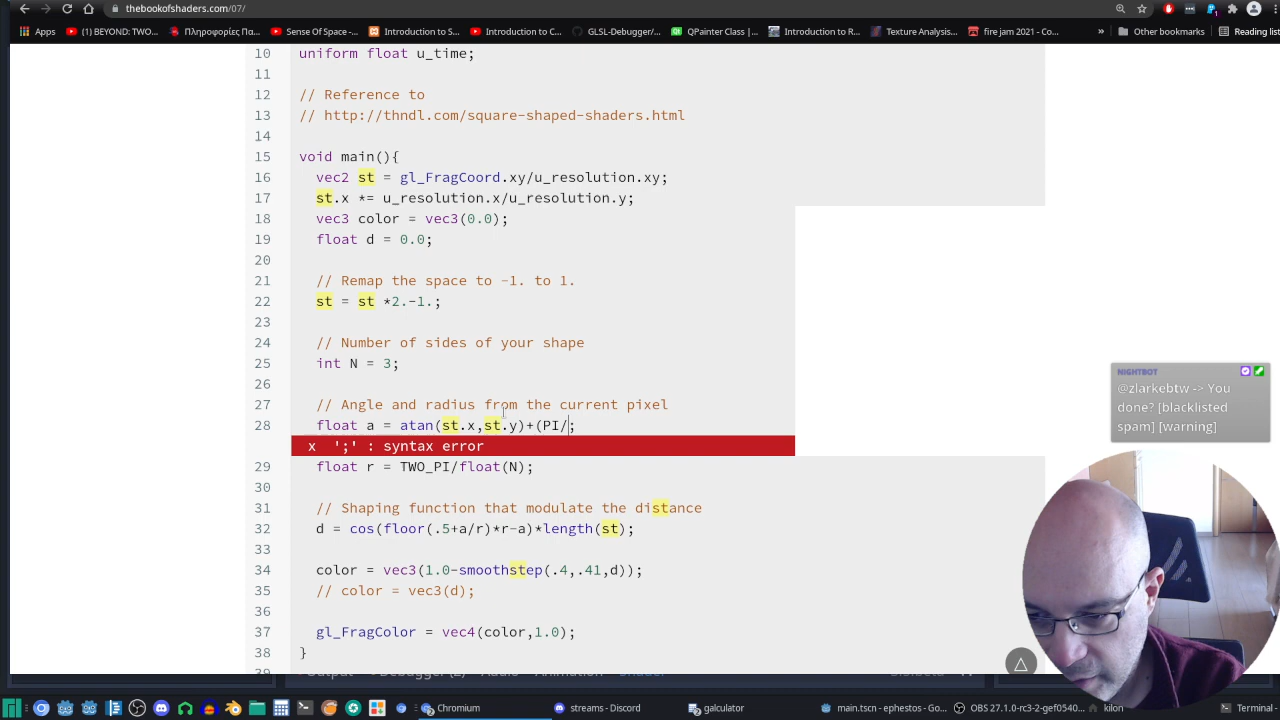 thebookofshaders.com/07/
Apps (1) BEYOND: TWO... Πληροφορίες Πα... Sense Of Space -... Introduction to S... Introduction to C... GLSL-Debugger/... QPainter Class |... Introduction to R... Texture Analysis... fire jam 2021 - Co... » Other bookmarks Reading list
10 uniform float u_time;
11
12 // Reference to
13 // http://thndl.com/square-shaped-shaders.html
14
15 void main(){
16 vec2 st = gl_FragCoord.xy/u_resolution.xy;
17 st.x *= u_resolution.x/u_resolution.y;
18 vec3 color = vec3(0.0);
19 float d = 0.0;
20
21 // Remap the space to -1. to 1.
22 st = st *2.-1.;
23
24 // Number of sides of your shape
25 int N = 3;
26
27 // Angle and radius from the current pixel
28 float a = atan(st.x,st.y)+(PI/;
x ';' : syntax error
29 float r = TWO_PI/float(N);
30
31 // Shaping function that modulate the distance
32 d = cos(floor(.5+a/r)*r-a)*length(st);
33
34 color = vec3(1.0-smoothstep(.4,.41,d));
35 // color = vec3(d);
36
37 gl_FragColor = vec4(color,1.0);
38 }
39
NIGHTBOT
@zlarkebtw -> You
done? [blacklisted
spam] [warning]
Chromium streams - Discord galculator main.tscn - ephestos - Go... OBS 27.1.0-rc3-2-gef0540... kilon Terminal -